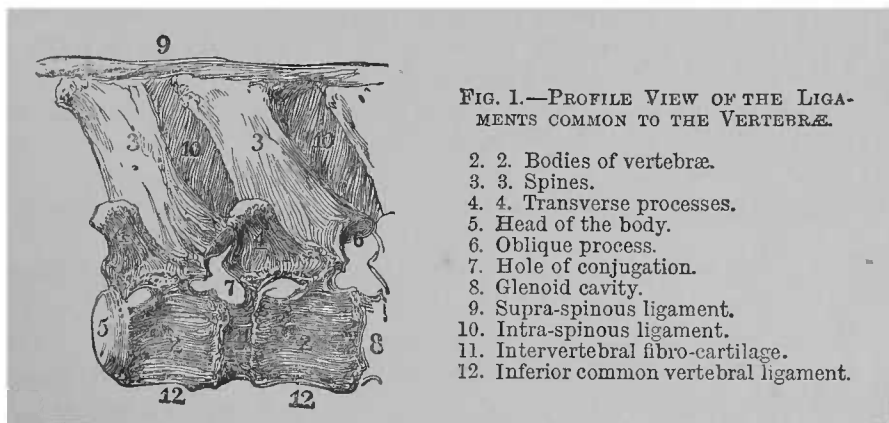 9
FIG. 1.—PROFILE VIEW OF THE LIGA-
MENTS COMMON TO THE VERTEBRÆ.
2. 2. Bodies of vertebræ.
3. 3. Spines.
4. 4. Transverse processes.
5. Head of the body.
6. Oblique process.
7. Hole of conjugation.
8. Glenoid cavity.
9. Supra-spinous ligament.
10. Intra-spinous ligament.
11. Intervertebral fibro-cartilage.
12. Inferior common vertebral ligament.
3 10 3 10
4 4 6
7
5 2 11 2 8
12 12